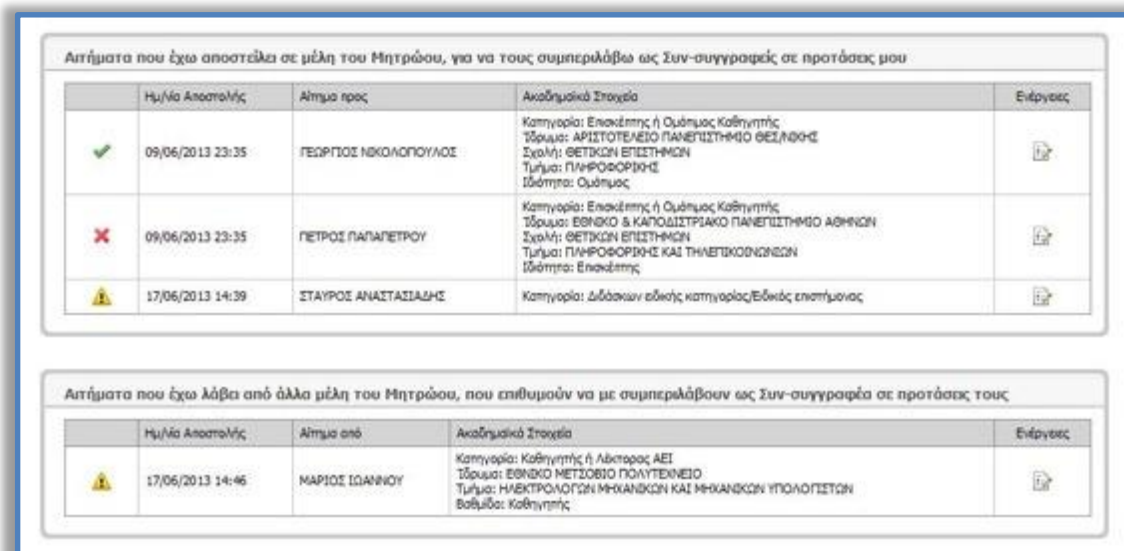 Αιτήματα που έχω αποστείλει σε μέλη του Μητρώου, για να τους συμπεριλάβω ως Συν-συγγραφείς σε προτάσεις μου
Ημ/νία Αποστολής Αίτημα προς Ακαδημαϊκά Στοιχεία Ενέργειες
09/06/2013 23:35 ΓΕΩΡΓΙΟΣ ΝΙΚΟΛΟΠΟΥΛΟΣ
Κατηγορία: Επισκέπτης ή Ομότιμος Καθηγητής
Ίδρυμα: ΑΡΙΣΤΟΤΕΛΕΙΟ ΠΑΝΕΠΙΣΤΗΜΙΟ ΘΕΣ/ΝΙΚΗΣ
Σχολή: ΘΕΤΙΚΩΝ ΕΠΙΣΤΗΜΩΝ
Τμήμα: ΠΛΗΡΟΦΟΡΙΚΗΣ
Ιδιότητα: Ομότιμος
09/06/2013 23:35 ΠΕΤΡΟΣ ΠΑΠΑΠΕΤΡΟΥ
Κατηγορία: Επισκέπτης ή Ομότιμος Καθηγητής
Ίδρυμα: ΕΘΝΙΚΟ & ΚΑΠΟΔΙΣΤΡΙΑΚΟ ΠΑΝΕΠΙΣΤΗΜΙΟ ΑΘΗΝΩΝ
Σχολή: ΘΕΤΙΚΩΝ ΕΠΙΣΤΗΜΩΝ
Τμήμα: ΠΛΗΡΟΦΟΡΙΚΗΣ ΚΑΙ ΤΗΛΕΠΙΚΟΙΝΩΝΙΩΝ
Ιδιότητα: Επισκέπτης
17/06/2013 14:39 ΣΤΑΥΡΟΣ ΑΝΑΣΤΑΣΙΑΔΗΣ Κατηγορία: Διδάσκων ειδικής κατηγορίας/Ειδικός επιστήμονας
Αιτήματα που έχω λάβει από άλλα μέλη του Μητρώου, που επιθυμούν να με συμπεριλάβουν ως Συν-συγγραφέα σε προτάσεις τους
Ημ/νία Αποστολής Αίτημα από Ακαδημαϊκά Στοιχεία Ενέργειες
17/06/2013 14:46 ΜΑΡΙΟΣ ΙΩΑΝΝΟΥ
Κατηγορία: Καθηγητής ή Λέκτορας ΑΕΙ
Ίδρυμα: ΕΘΝΙΚΟ ΜΕΤΣΟΒΙΟ ΠΟΛΥΤΕΧΝΕΙΟ
Τμήμα: ΗΛΕΚΤΡΟΛΟΓΩΝ ΜΗΧΑΝΙΚΩΝ ΚΑΙ ΜΗΧΑΝΙΚΩΝ ΥΠΟΛΟΓΙΣΤΩΝ
Βαθμίδα: Καθηγητής